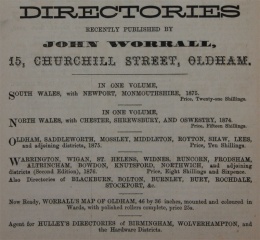 DIRECTORIES
RECENTLY PUBLISHED BY
JOHN WORRALL,
15, CHURCHILL STREET, OLDHAM.
IN ONE VOLUME,
SOUTH WALES, with NEWPORT, MONMOUTHSHIRE, 1875.
Price, Twenty-one Shillings.
IN ONE VOLUME,
NORTH WALES, with CHESTER, SHREWSBURY, and OSWESTRY, 1874.
Price, Fifteen Shillings.
OLDHAM, SADDLEWORTH, MOSSLEY, MIDDLETON, ROYTON, SHAW, LEES,
and adjoining districts, 1875. Price, Ten Shillings.
WARRINGTON, WIGAN, ST. HELENS, WIDNES, RUNCORN, FRODSHAM,
ALTRINCHAM, BOWDON, KNUTSFORD, NORTHWICH, and adjoining
districts (Second Edition), 1876. Price, Eight Shillings and Sixpence.
Also Directories of BLACKBURN, BOLTON, BURNLEY, BURY, ROCHDALE,
STOCKPORT, &c.
Now Ready, WORRALL'S MAP OF OLDHAM, 46 by 36 inches, mounted and coloured in
Wards, with polished rollers complete, price 25s.
Agent for HULLEY'S DIRECTORIES OF BIRMINGHAM, WOLVERHAMPTON, and
the Hardware Districts.